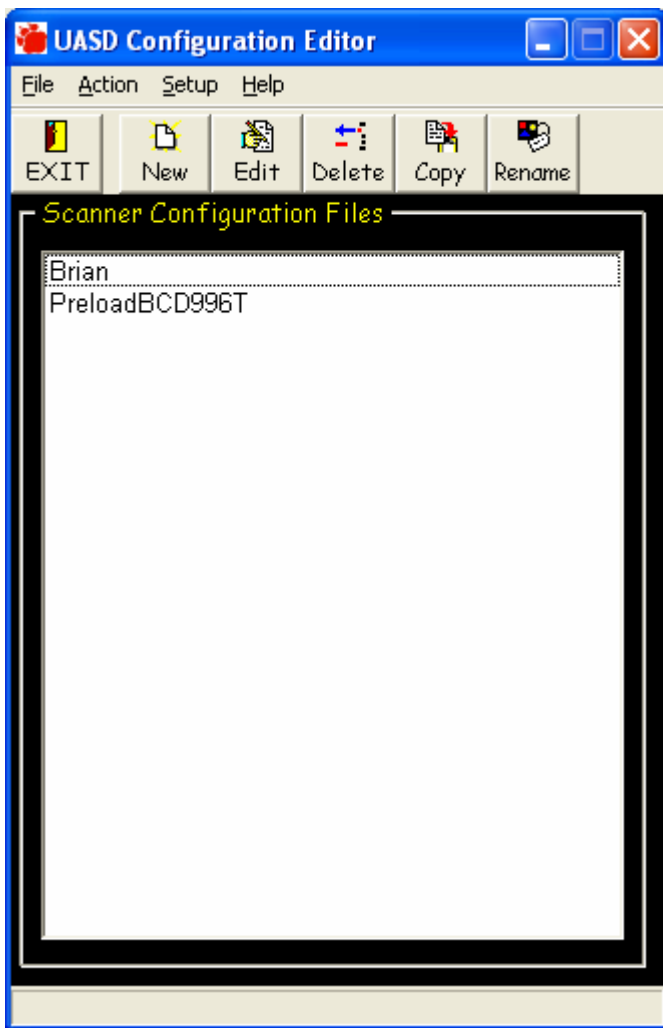 UASD Configuration Editor
File Action Setup Help
EXIT New Edit Delete Copy Rename
Scanner Configuration Files
Brian
PreloadBCD996T